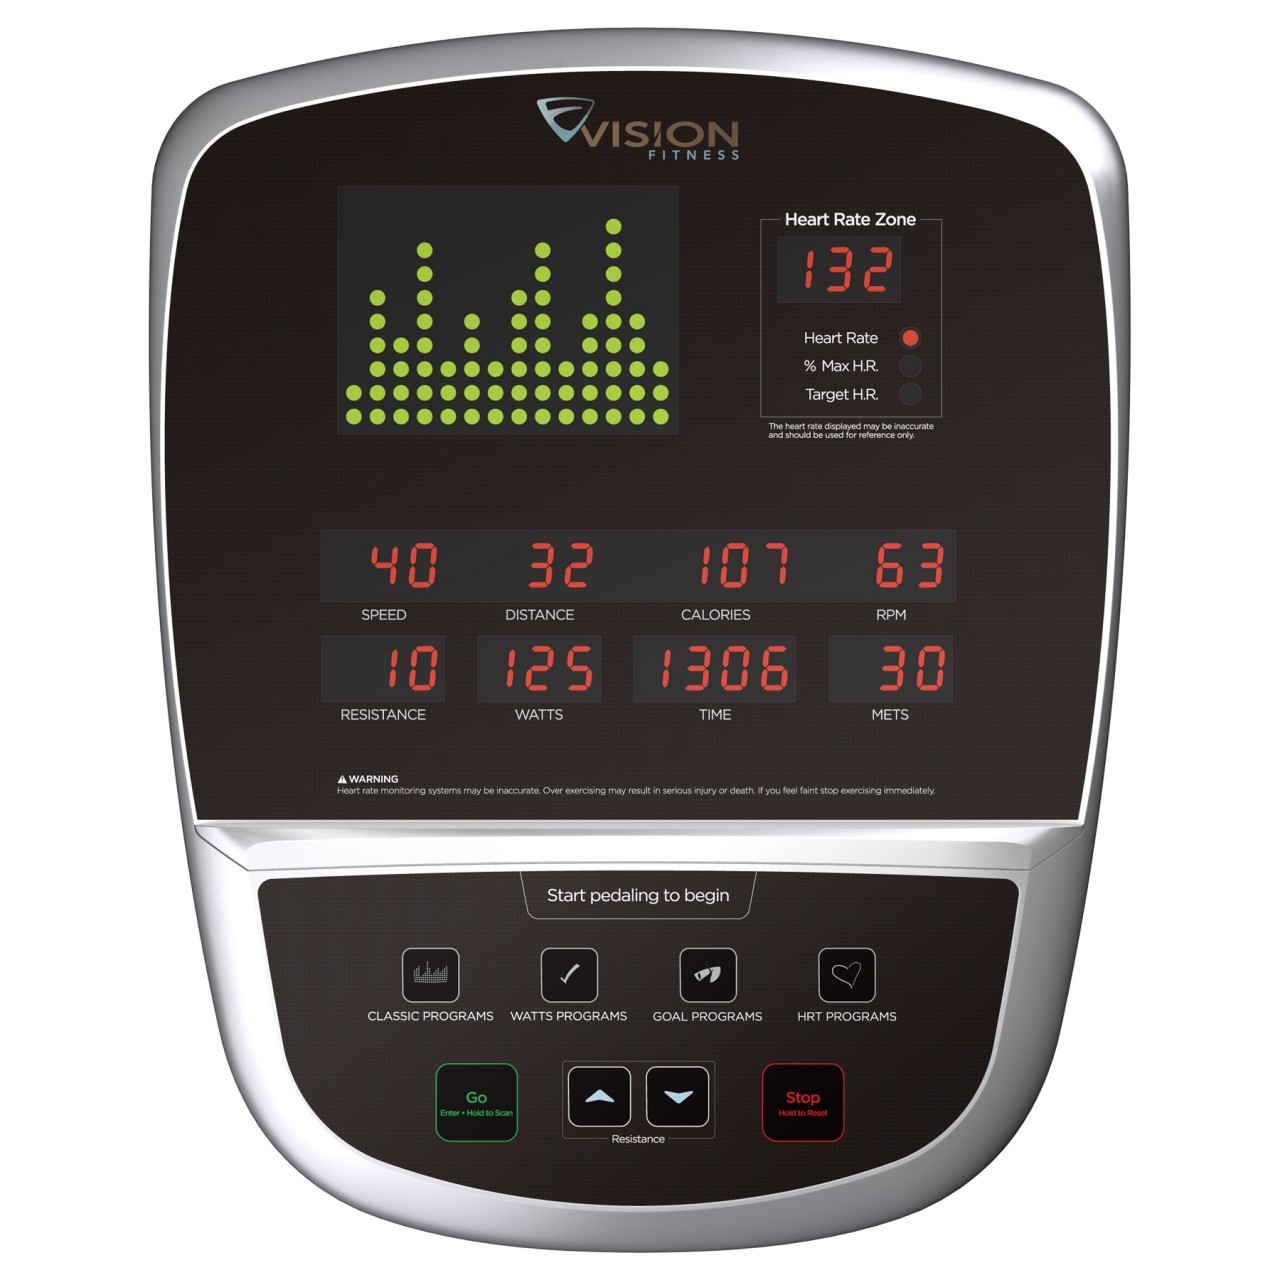 VISION
FITNESS
Heart Rate Zone
132
Heart Rate
% Max H.R.
Target H.R.
The heart rate displayed may be inaccurate
and should be used for reference only.
40 32 107 63
SPEED DISTANCE CALORIES RPM
10 125 1306 30
RESISTANCE WATTS TIME METS
WARNING
Heart rate monitoring systems may be inaccurate. Over exercising may result in serious injury or death. If you feel faint stop exercising immediately.
Start pedaling to begin
CLASSIC PROGRAMS WATTS PROGRAMS GOAL PROGRAMS HRT PROGRAMS
Go
Enter • Hold to Scan
Stop
Hold to Reset
Resistance